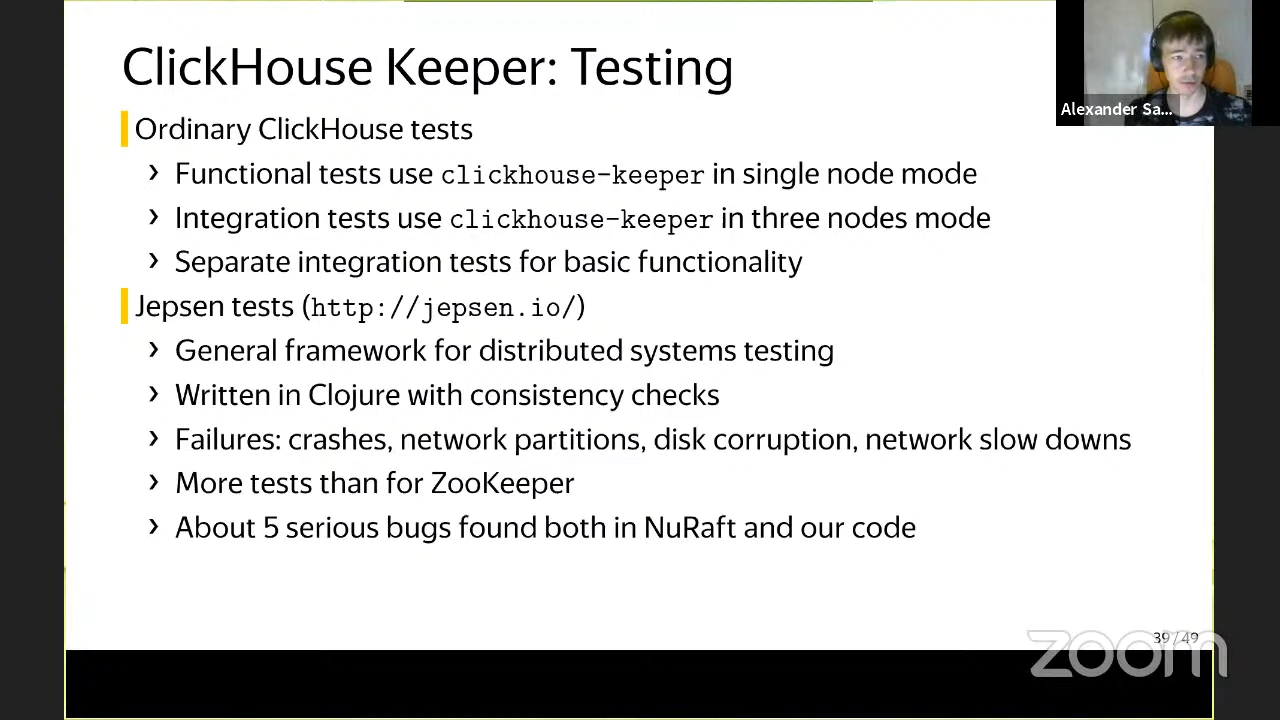 ClickHouse Keeper: Testing
Ordinary ClickHouse tests
› Functional tests use clickhouse-keeper in single node mode
› Integration tests use clickhouse-keeper in three nodes mode
› Separate integration tests for basic functionality
Jepsen tests (http://jepsen.io/)
› General framework for distributed systems testing
› Written in Clojure with consistency checks
› Failures: crashes, network partitions, disk corruption, network slow downs
› More tests than for ZooKeeper
› About 5 serious bugs found both in NuRaft and our code
Alexander Sa...
39 / 49
zoom